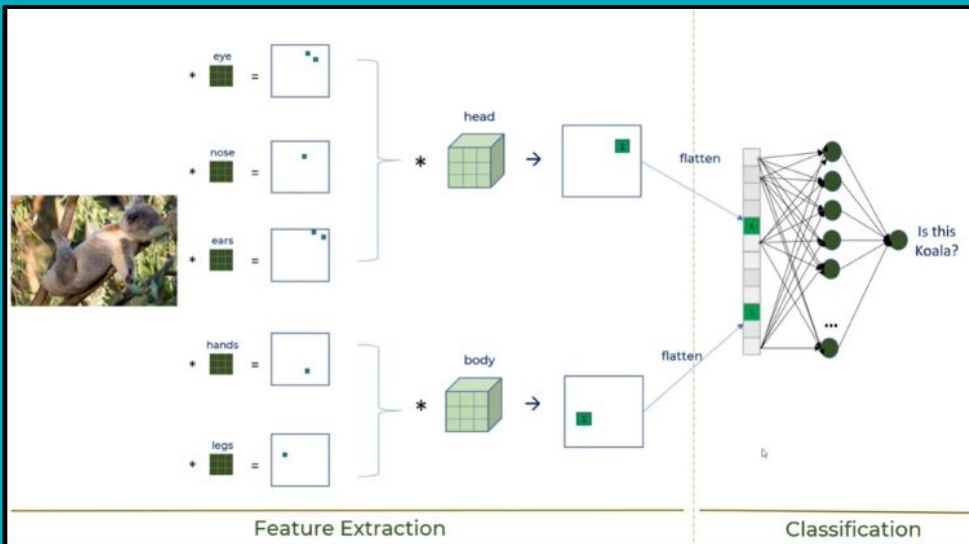 eye
* =
nose
* =
ears
* =
hands
* =
legs
* =
head
* →
1
body
* →
1
flatten
flatten
1
1
...
Is this
Koala?
Feature Extraction
Classification